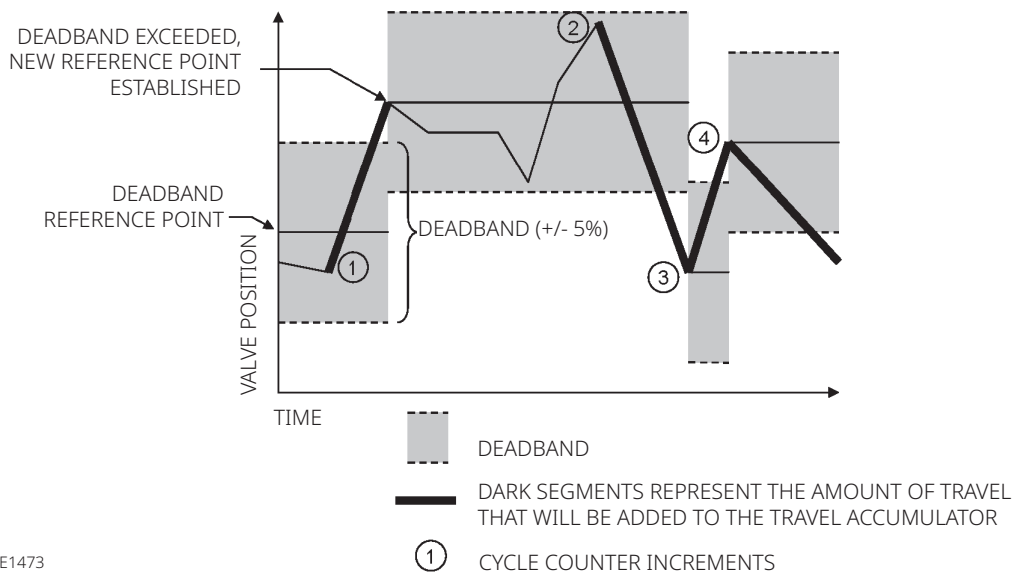 DEADBAND EXCEEDED,
NEW REFERENCE POINT
ESTABLISHED
2
4
DEADBAND
REFERENCE POINT
DEADBAND (+/- 5%)
1
3
VALVE POSITION
TIME
DEADBAND
DARK SEGMENTS REPRESENT THE AMOUNT OF TRAVEL
THAT WILL BE ADDED TO THE TRAVEL ACCUMULATOR
1 CYCLE COUNTER INCREMENTS
E1473